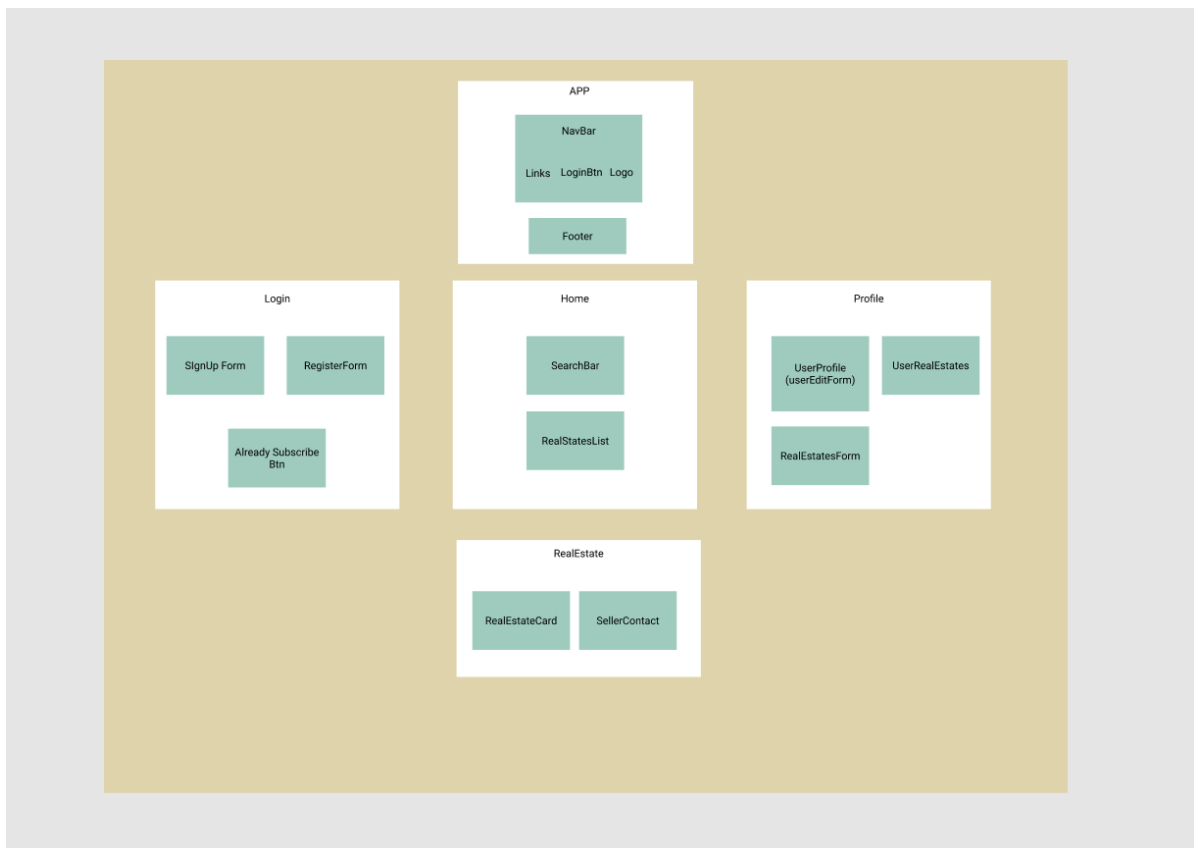 APP
NavBar
Links LoginBtn Logo
Footer
Login
SIgnUp Form
RegisterForm
Already Subscribe
Btn
Home
SearchBar
RealStatesList
Profile
UserProfile
(userEditForm)
UserRealEstates
RealEstatesForm
RealEstate
RealEstateCard
SellerContact